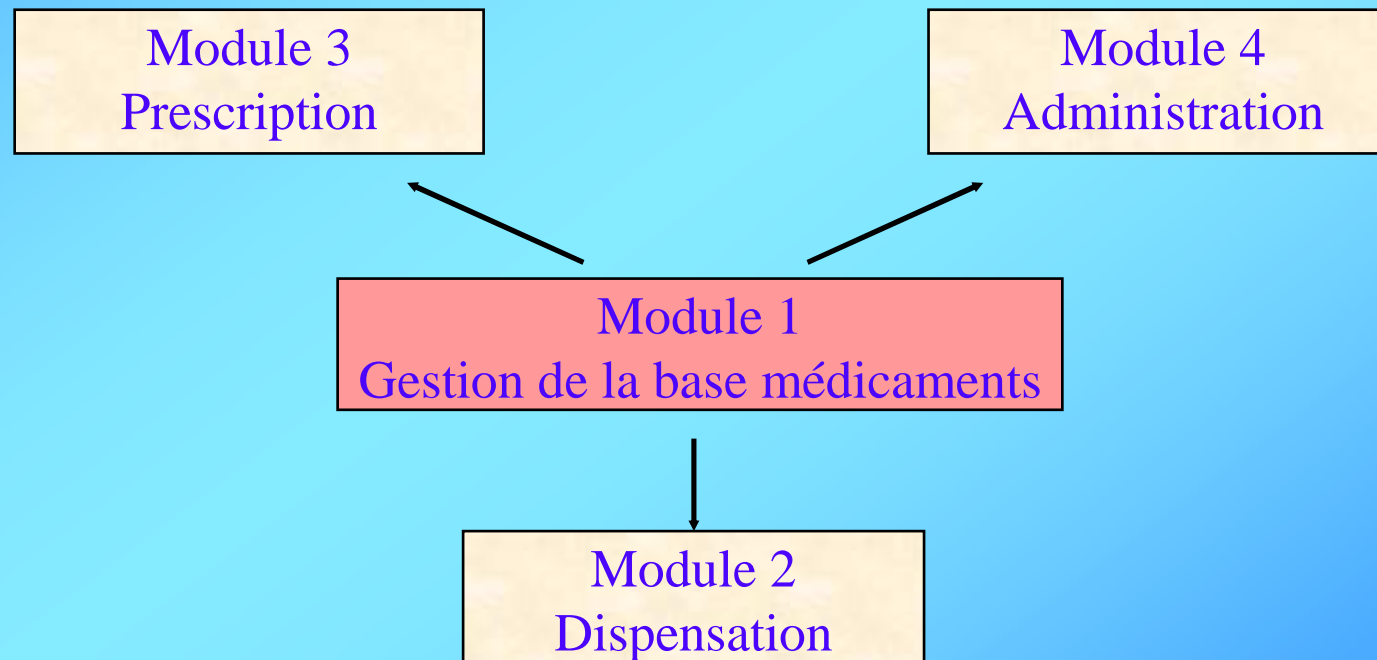 Module 3
Prescription
Module 4
Administration
Module 1
Gestion de la base médicaments
Module 2
Dispensation